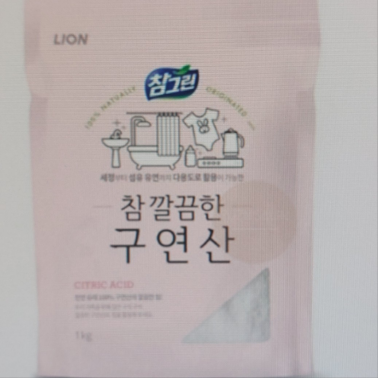 LION
참그린
100% NATURALLY ORIGINATED
세정부터 섬유 유연까지 다용도로 활용이 가능한
참 깔끔한
구연산
CITRIC ACID
1kg